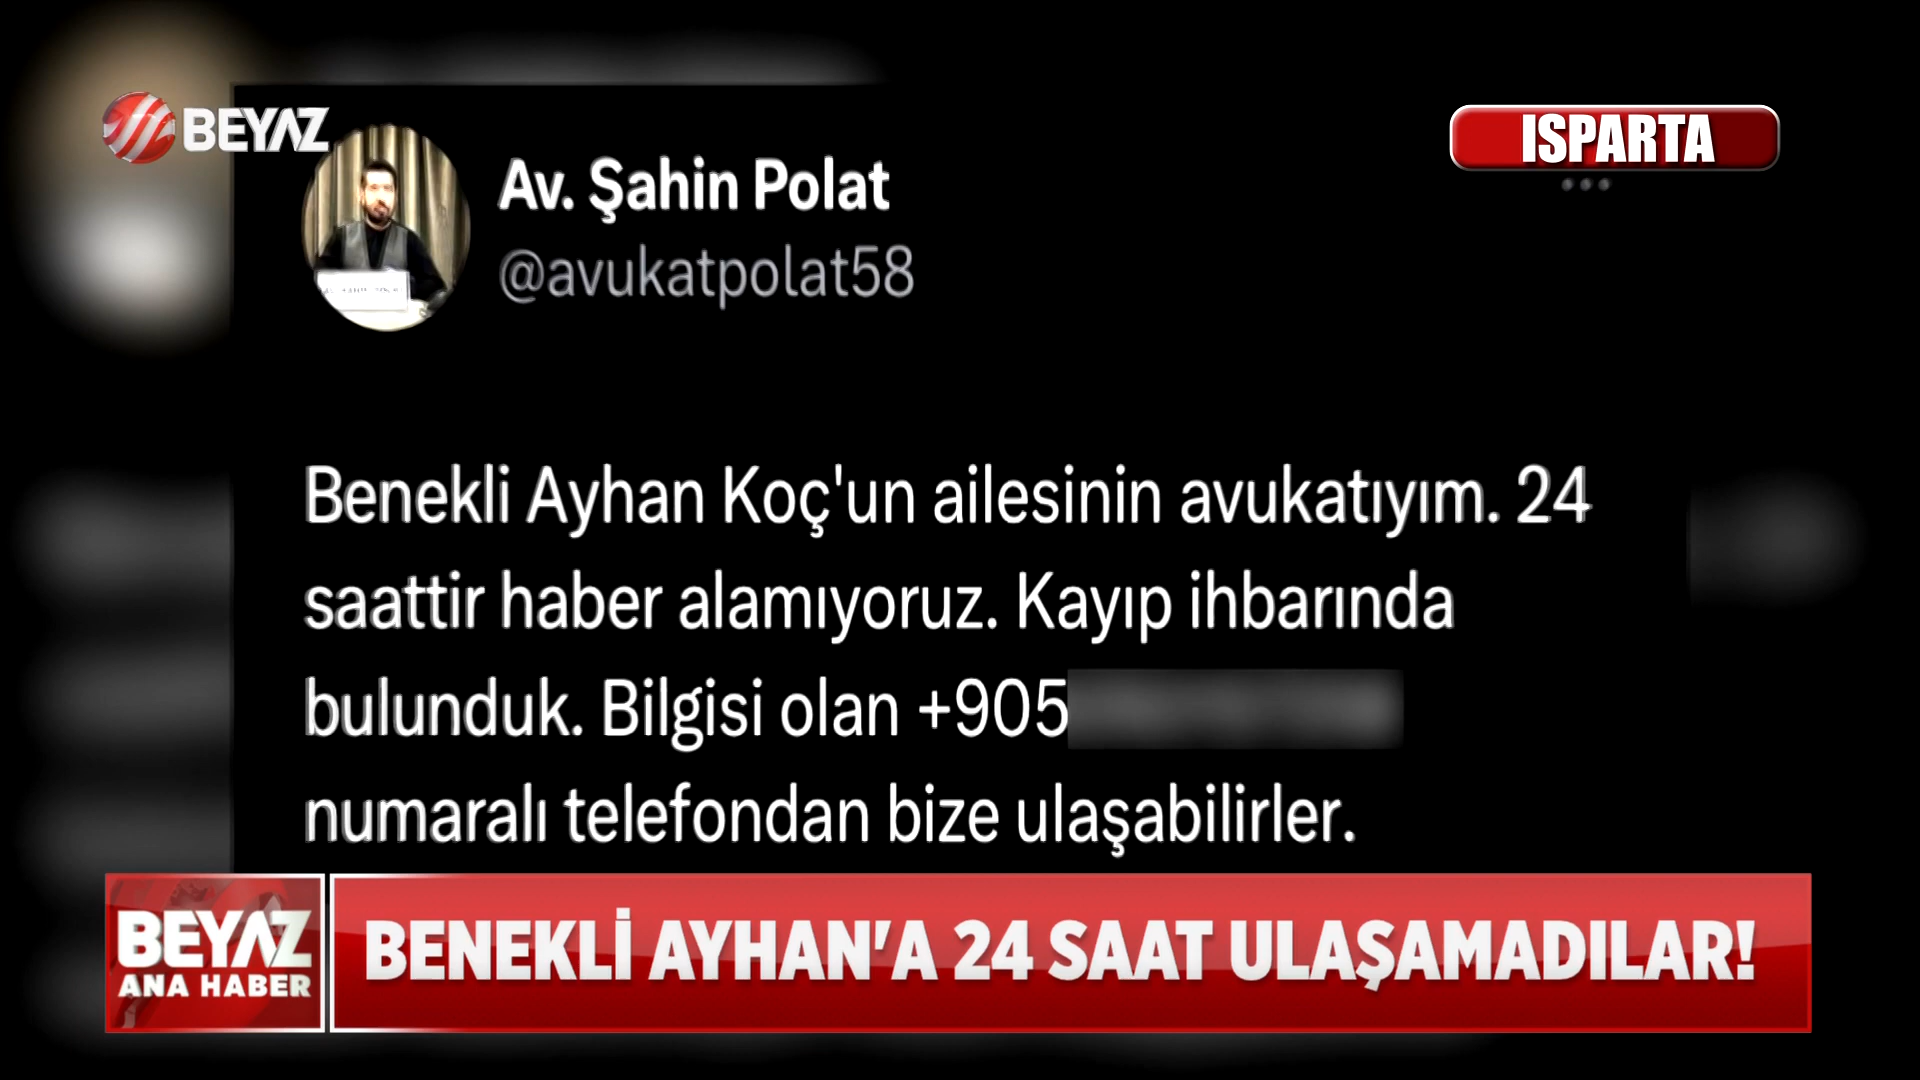 BEYAZ
ISPARTA
Av. Şahin Polat
@avukatpolat58
Benekli Ayhan Koç'un ailesinin avukatıyım. 24
saattir haber alamıyoruz. Kayıp ihbarında
bulunduk. Bilgisi olan +905
numaralı telefondan bize ulaşabilirler.
BEYAZ
ANA HABER
BENEKLİ AYHAN'A 24 SAAT ULAŞAMADILAR!